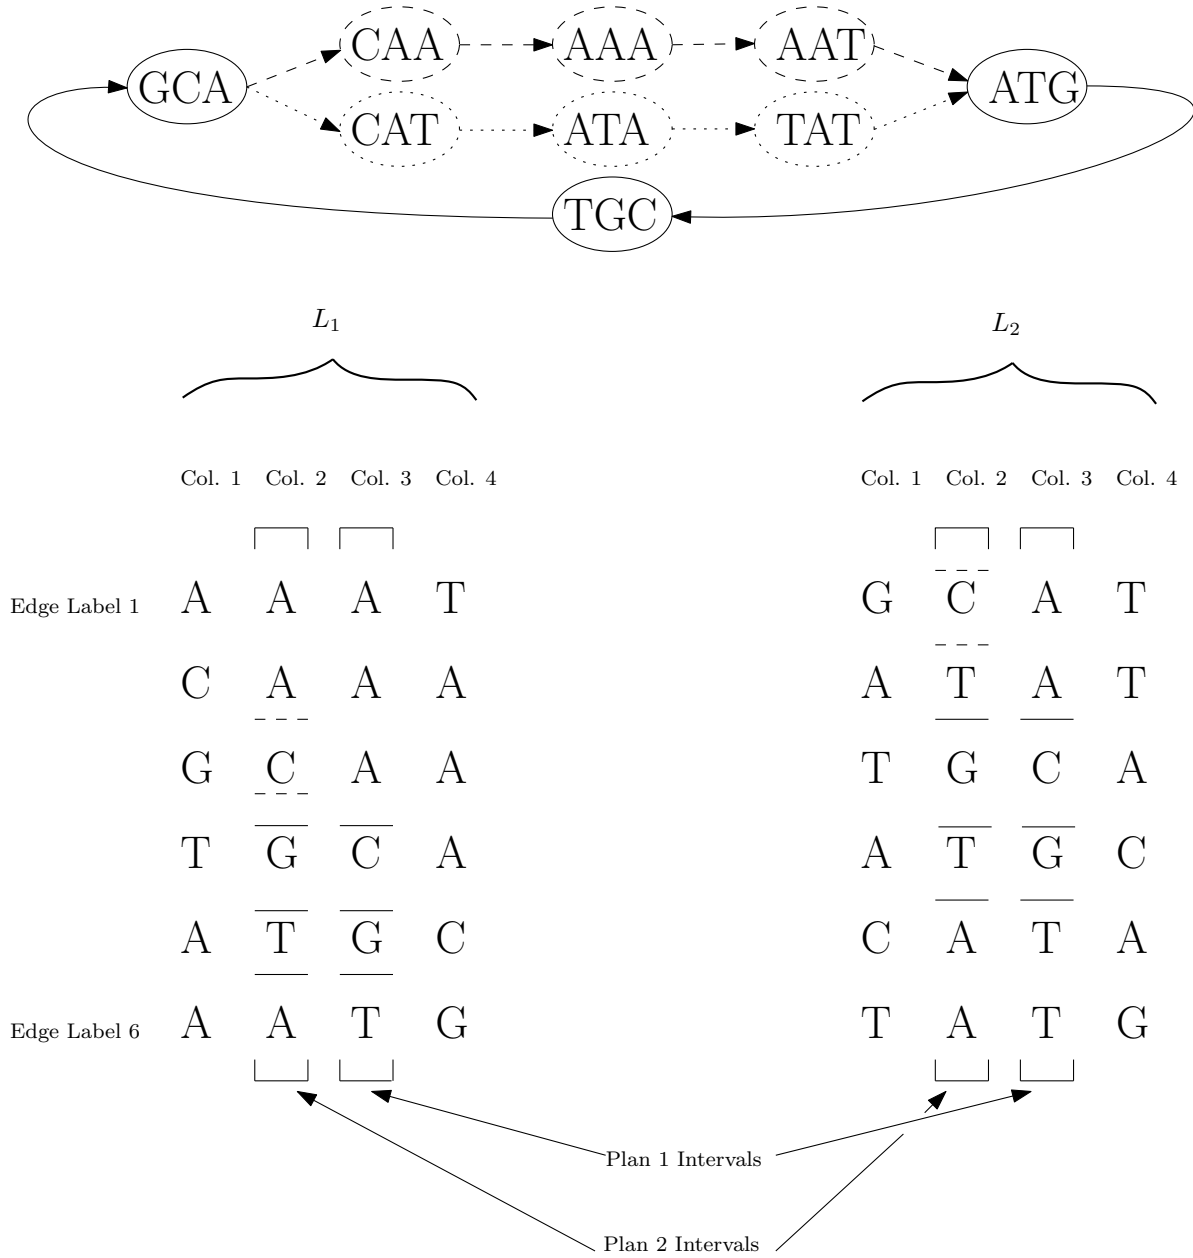 CAA AAA AAT
GCA ATG
CAT ATA TAT
TGC
L1 L2
Col. 1 Col. 2 Col. 3 Col. 4 Col. 1 Col. 2 Col. 3 Col. 4
Edge Label 1 A A A T G C A T
C A A A A T A T
G C A A T G C A
T G C A A T G C
A T G C C A T A
Edge Label 6 A A T G T A T G
Plan 1 Intervals
Plan 2 Intervals